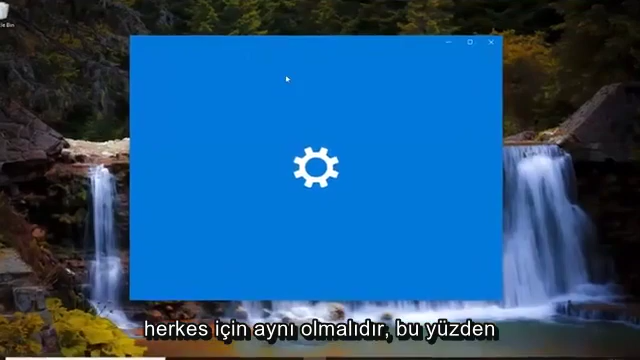 herkes için aynı olmalıdır, bu yüzden